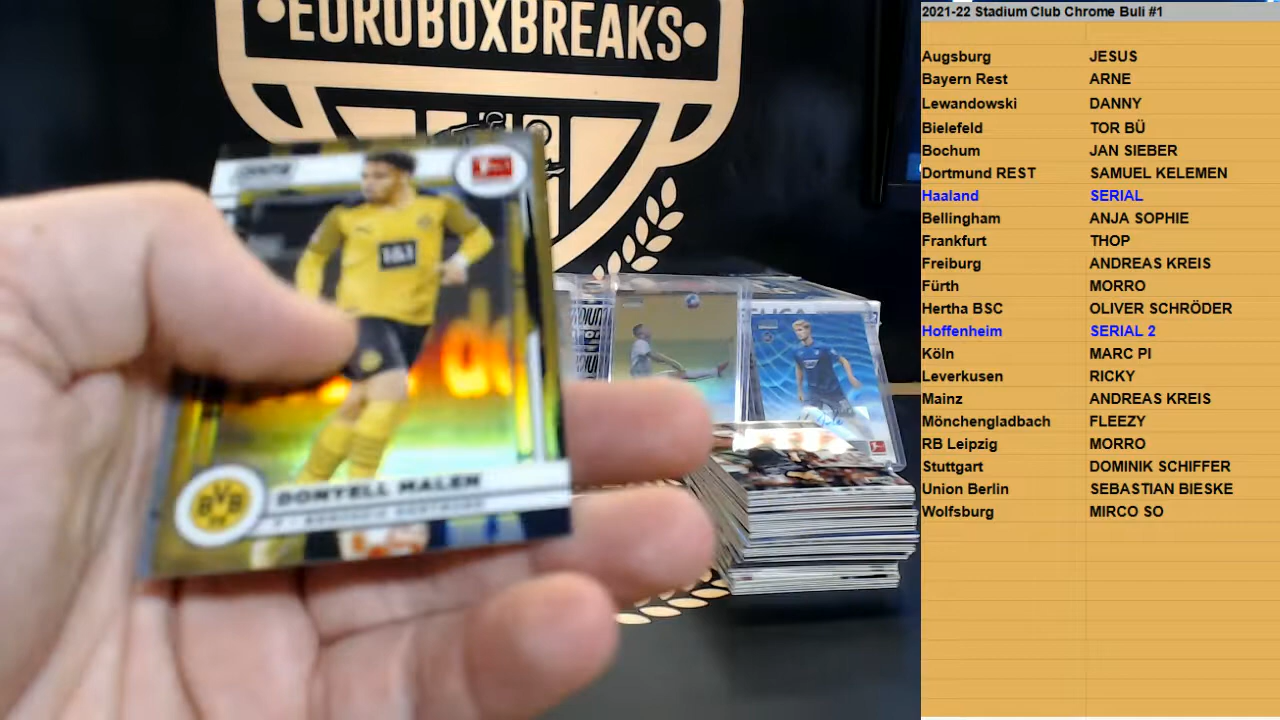 •EUROBOXBREAKS•
1&1
BVB
DONYELL MALEN
2021-22 Stadium Club Chrome Buli #1
Augsburg JESUS
Bayern Rest ARNE
Lewandowski DANNY
Bielefeld TOR BÜ
Bochum JAN SIEBER
Dortmund REST SAMUEL KELEMEN
Haaland SERIAL
Bellingham ANJA SOPHIE
Frankfurt THOP
Freiburg ANDREAS KREIS
Fürth MORRO
Hertha BSC OLIVER SCHRÖDER
Hoffenheim SERIAL 2
Köln MARC PI
Leverkusen RICKY
Mainz ANDREAS KREIS
Mönchengladbach FLEEZY
RB Leipzig MORRO
Stuttgart DOMINIK SCHIFFER
Union Berlin SEBASTIAN BIESKE
Wolfsburg MIRCO SO